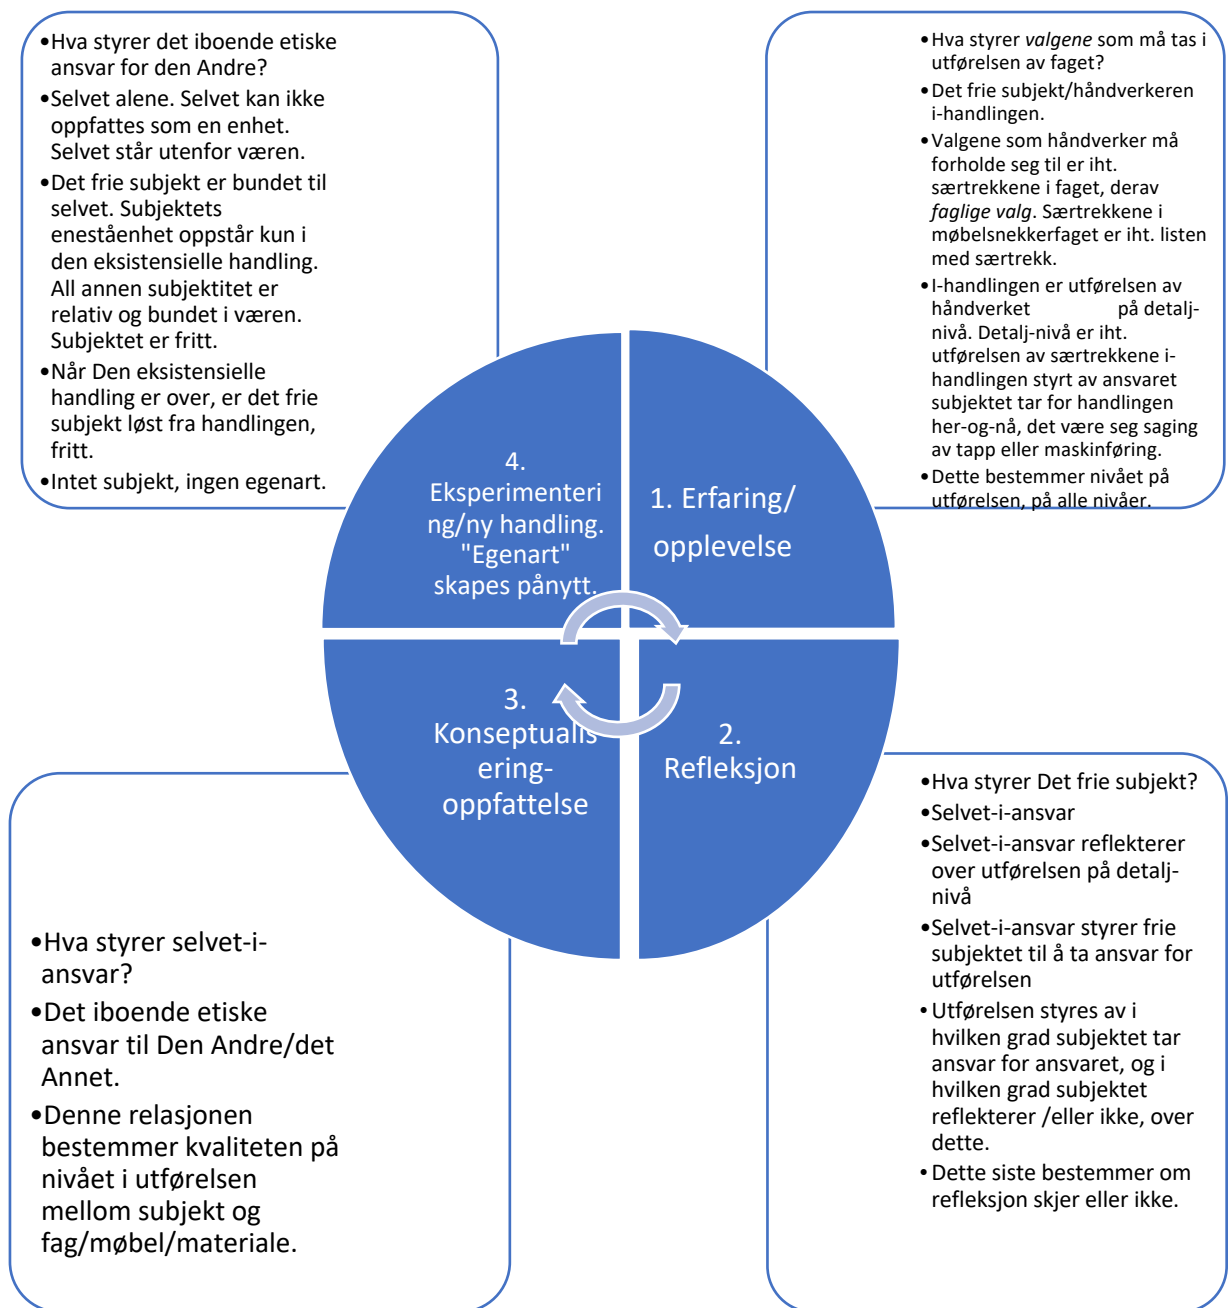 •Hva styrer det iboende etiske
ansvar for den Andre?
•Selvet alene. Selvet kan ikke
oppfattes som en enhet.
Selvet står utenfor væren.
•Det frie subjekt er bundet til
selvet. Subjektets
eneståenhet oppstår kun i
den eksistensielle handling.
All annen subjektitet er
relativ og bundet i væren.
Subjektet er fritt.
•Når Den eksistensielle
handling er over, er det frie
subjekt løst fra handlingen,
fritt.
•Intet subjekt, ingen egenart.
•Hva styrer valgene som må tas i
utførelsen av faget?
•Det frie subjekt/håndverkeren
i-handlingen.
•Valgene som håndverker må
forholde seg til er iht.
særtrekkene i faget, derav
faglige valg. Særtrekkene i
møbelsnekkerfaget er iht. listen
med særtrekk.
•I-handlingen er utførelsen av
håndverket på detalj-
nivå. Detalj-nivå er iht.
utførelsen av særtrekkene i-
handlingen styrt av ansvaret
subjektet tar for handlingen
her-og-nå, det være seg saging
av tapp eller maskinføring.
•Dette bestemmer nivået på
utførelsen, på alle nivåer.
4.
Eksperimenteri
ng/ny handling.
"Egenart"
skapes pånytt.
1. Erfaring/
opplevelse
3.
Konseptualis
ering-
oppfattelse
2.
Refleksjon
•Hva styrer selvet-i-
ansvar?
•Det iboende etiske
ansvar til Den Andre/det
Annet.
•Denne relasjonen
bestemmer kvaliteten på
nivået i utførelsen
mellom subjekt og
fag/møbel/materiale.
•Hva styrer Det frie subjekt?
•Selvet-i-ansvar
•Selvet-i-ansvar reflekterer
over utførelsen på detalj-
nivå
•Selvet-i-ansvar styrer frie
subjektet til å ta ansvar for
utførelsen
•Utførelsen styres av i
hvilken grad subjektet tar
ansvar for ansvaret, og i
hvilken grad subjektet
reflekterer /eller ikke, over
dette.
•Dette siste bestemmer om
refleksjon skjer eller ikke.